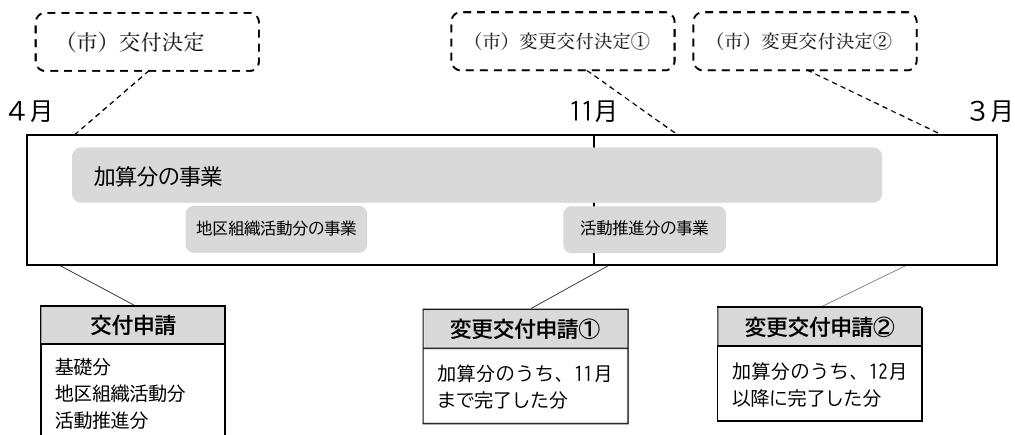 （市）交付決定
（市）変更交付決定①
（市）変更交付決定②
４月
11月
３月
加算分の事業
地区組織活動分の事業
活動推進分の事業
交付申請
基礎分
地区組織活動分
活動推進分
変更交付申請①
加算分のうち、11月
まで完了した分
変更交付申請②
加算分のうち、12月
以降に完了した分